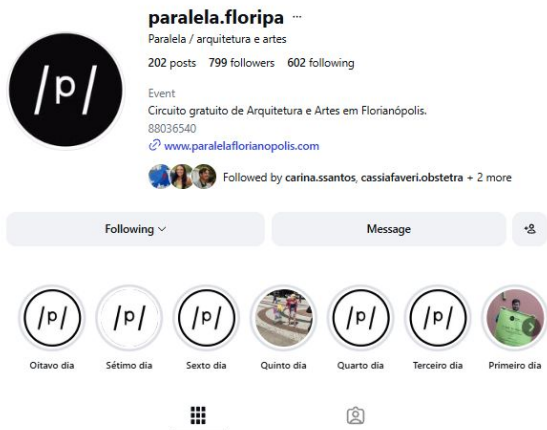 paralela.floripa ...
Paralela / arquitetura e artes
202 posts 799 followers 602 following
Event
Circuito gratuito de Arquitetura e Artes em Florianópolis.
88036540
www.paralelaflorianopolis.com
Followed by carina.ssantos, cassiafaveri.obstetra + 2 more
Following Message
/p/ /p/ /p/ /p/ /p/ /p/
Oitavo dia Sétimo dia Sexto dia Quinto dia Quarto dia Terceiro dia Primeiro dia